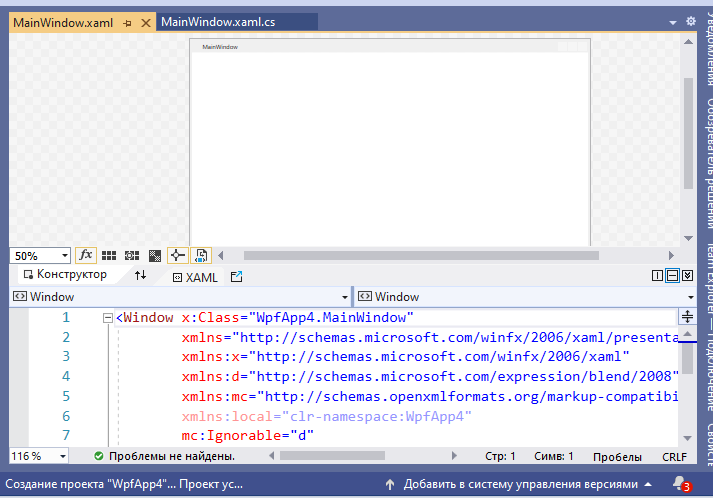 MainWindow.xaml
MainWindow.xaml.cs
MainWindow
50%
fx
Конструктор
XAML
Window
Window
1 <Window x:Class="WpfApp4.MainWindow"
2 xmlns="http://schemas.microsoft.com/winfx/2006/xaml/presenta
3 xmlns:x="http://schemas.microsoft.com/winfx/2006/xaml"
4 xmlns:d="http://schemas.microsoft.com/expression/blend/2008"
5 xmlns:mc="http://schemas.openxmlformats.org/markup-compatibi
6 xmlns:local="clr-namespace:WpfApp4"
7 mc:Ignorable="d"
116 %
Проблемы не найдены.
Стр: 1
Симв: 1
Пробелы
CRLF
Создание проекта "WpfApp4"... Проект ус...
Добавить в систему управления версиями
3
Уведомления
Обозреватель решений
Team Explorer — Подключение
Свойств